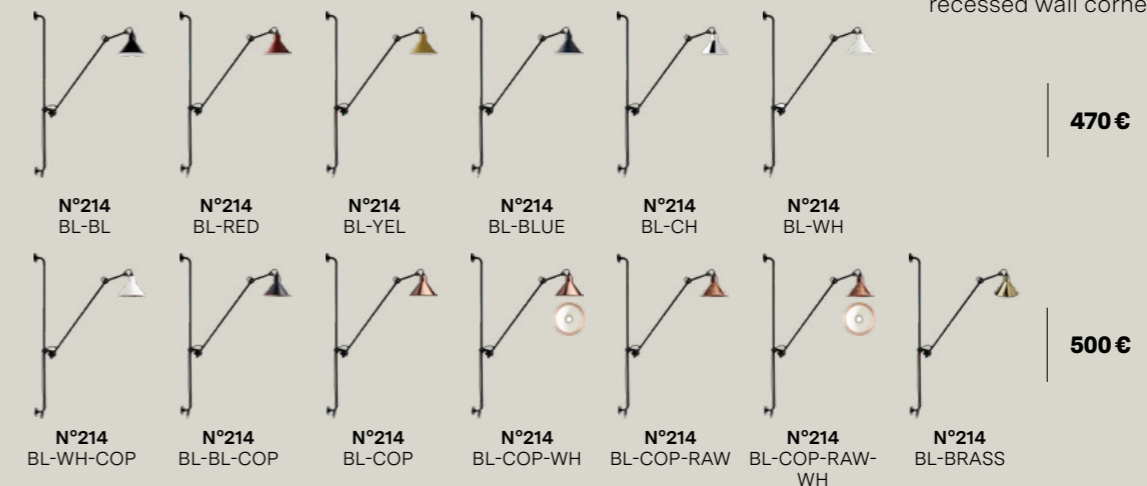 recessed wall corne
470 €
N°214 N°214 N°214 N°214 N°214 N°214
BL-BL BL-RED BL-YEL BL-BLUE BL-CH BL-WH
500 €
N°214 N°214 N°214 N°214 N°214 N°214 N°214
BL-WH-COP BL-BL-COP BL-COP BL-COP-WH BL-COP-RAW BL-COP-RAW- BL-BRASS
WH